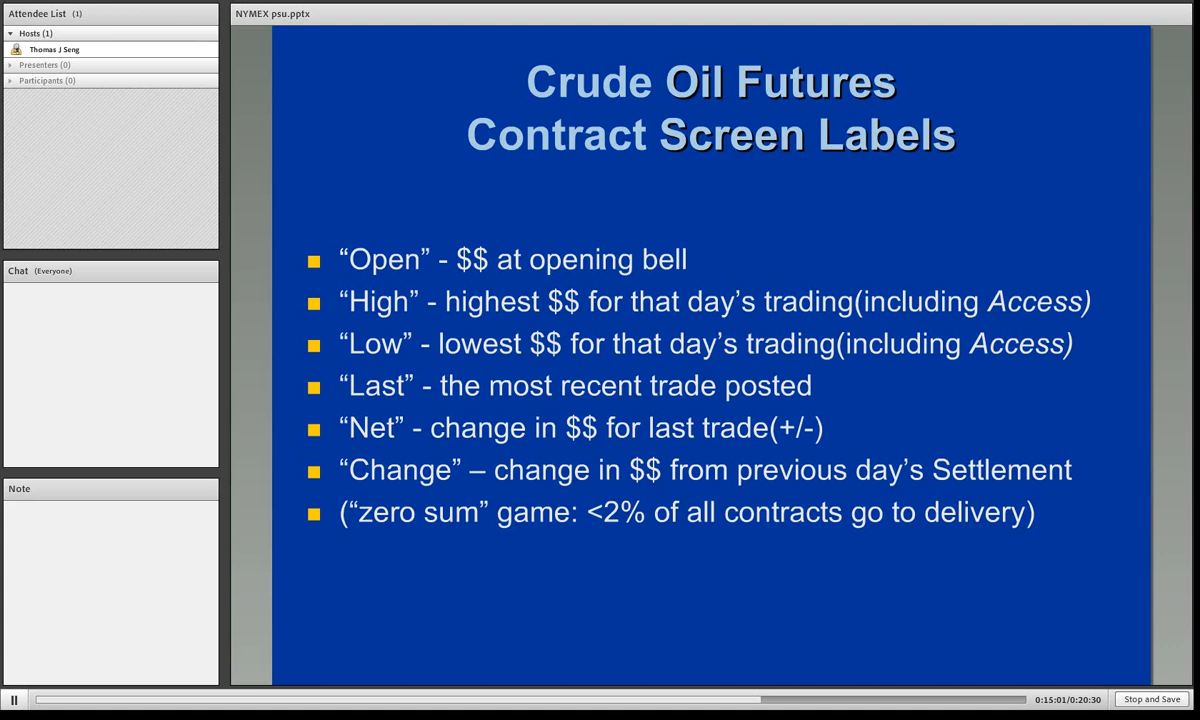 Attendee List (1)
Hosts (1)
Thomas J Seng
Presenters (0)
Participants (0)
Chat (Everyone)
Note
NYMEX psu.pptx
Crude Oil Futures
Contract Screen Labels
“Open” - $$ at opening bell
“High” - highest $$ for that day’s trading(including Access)
“Low” - lowest $$ for that day’s trading(including Access)
“Last” - the most recent trade posted
“Net” - change in $$ for last trade(+/-)
“Change” – change in $$ from previous day’s Settlement
(“zero sum” game: <2% of all contracts go to delivery)
0:15:01/0:20:30
Stop and Save